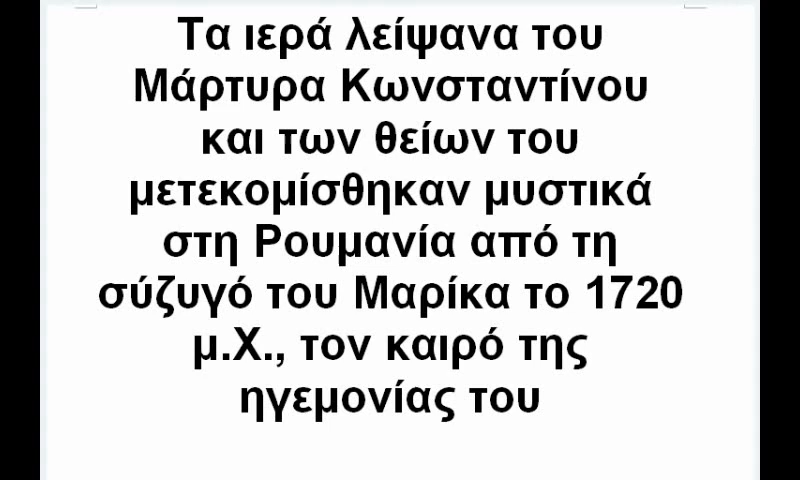 Τα ιερά λείψανα του
Μάρτυρα Κωνσταντίνου
και των θείων του
μετεκομίσθηκαν μυστικά
στη Ρουμανία από τη
σύζυγό του Μαρίκα το 1720
μ.Χ., τον καιρό της
ηγεμονίας του